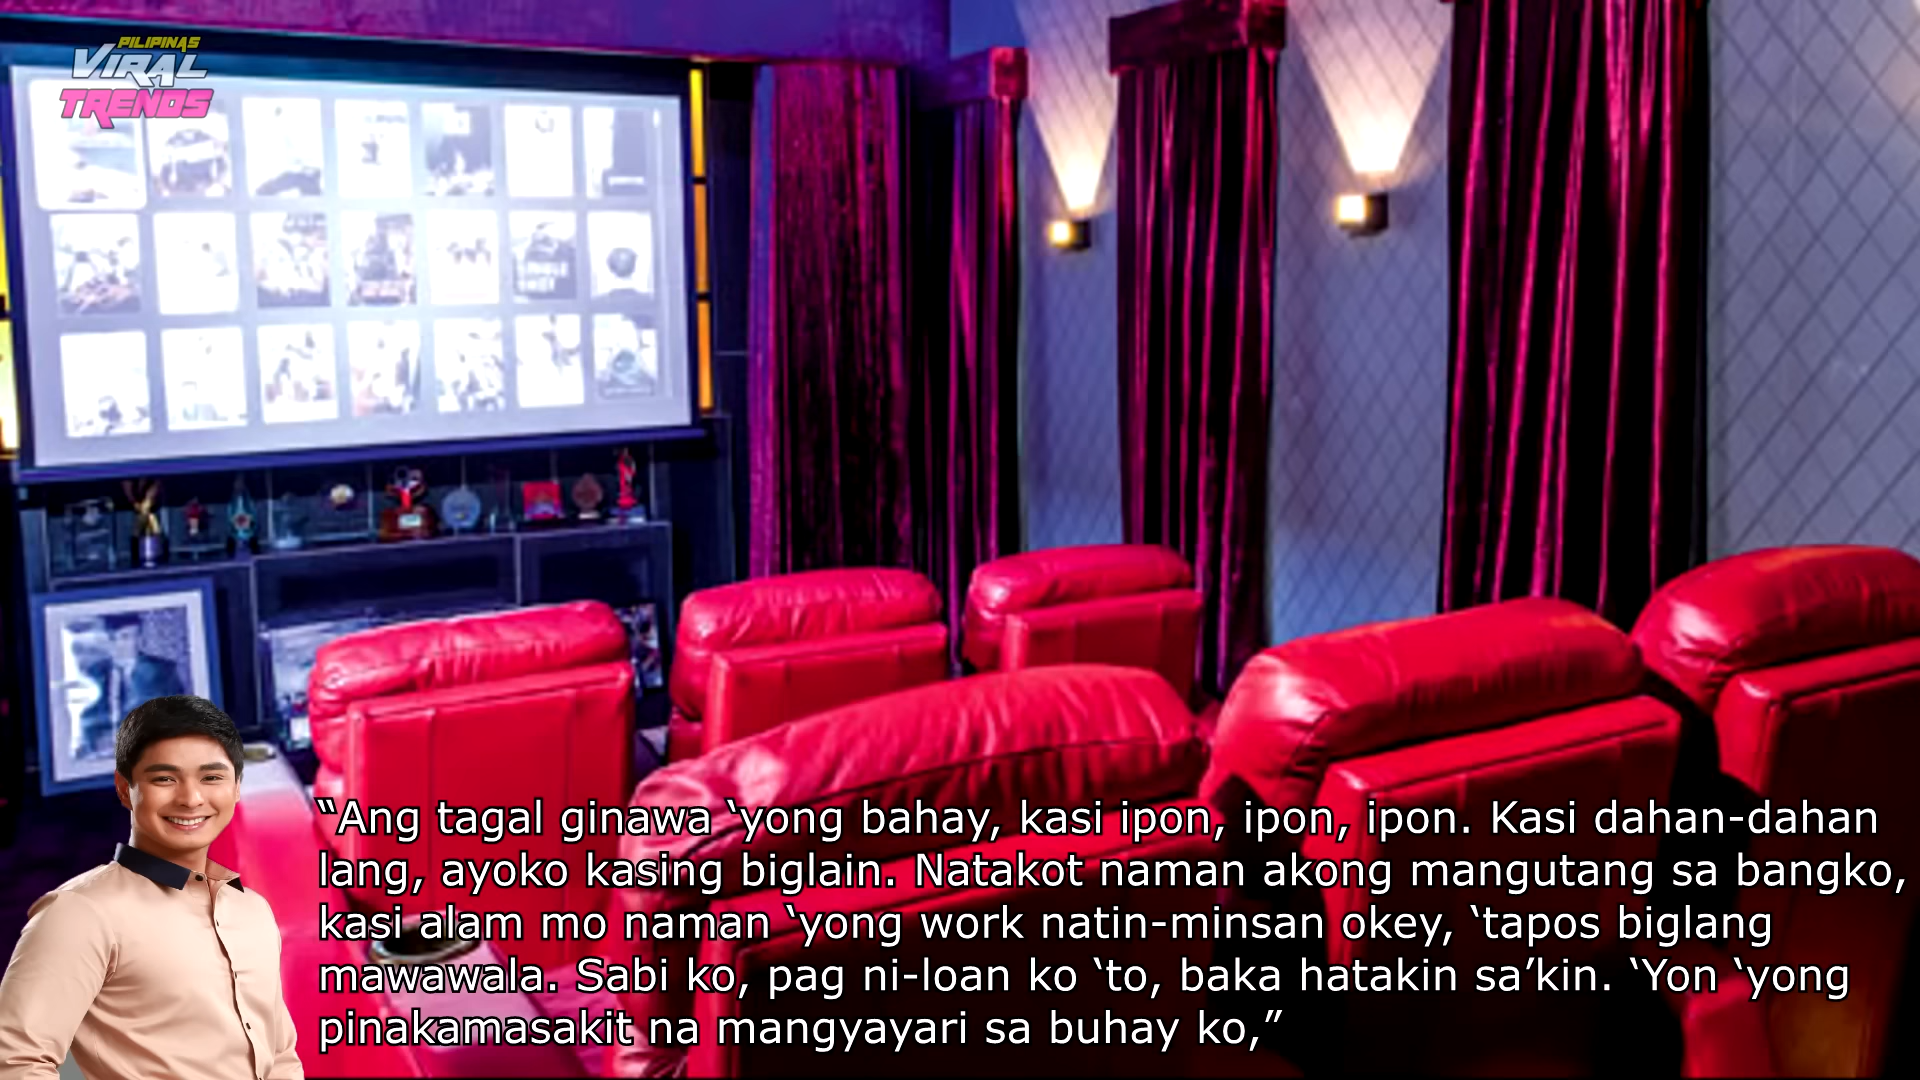 PILIPINAS
VIRAL
TRENDS
“Ang tagal ginawa ‘yong bahay, kasi ipon, ipon, ipon. Kasi dahan-dahan
lang, ayoko kasing biglain. Natakot naman akong mangutang sa bangko,
kasi alam mo naman ‘yong work natin-minsan okey, ‘tapos biglang
mawawala. Sabi ko, pag ni-loan ko ‘to, baka hatakin sa’kin. ‘Yon ‘yong
pinakamasakit na mangyayari sa buhay ko,”